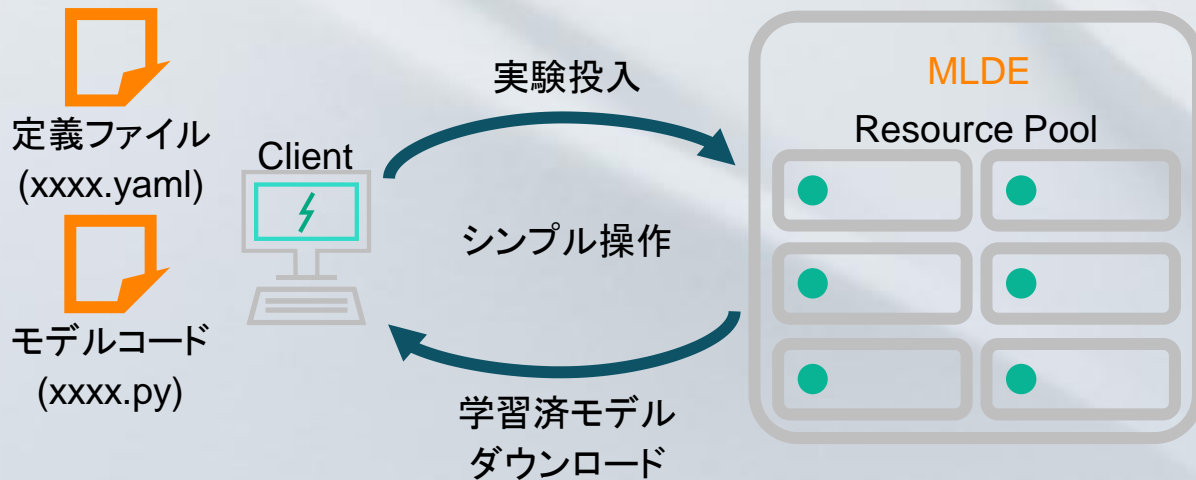 定義ファイル
(xxxx.yaml)
モデルコード
(xxxx.py)
Client
実験投入
シンプル操作
学習済モデル
ダウンロード
MLDE
Resource Pool